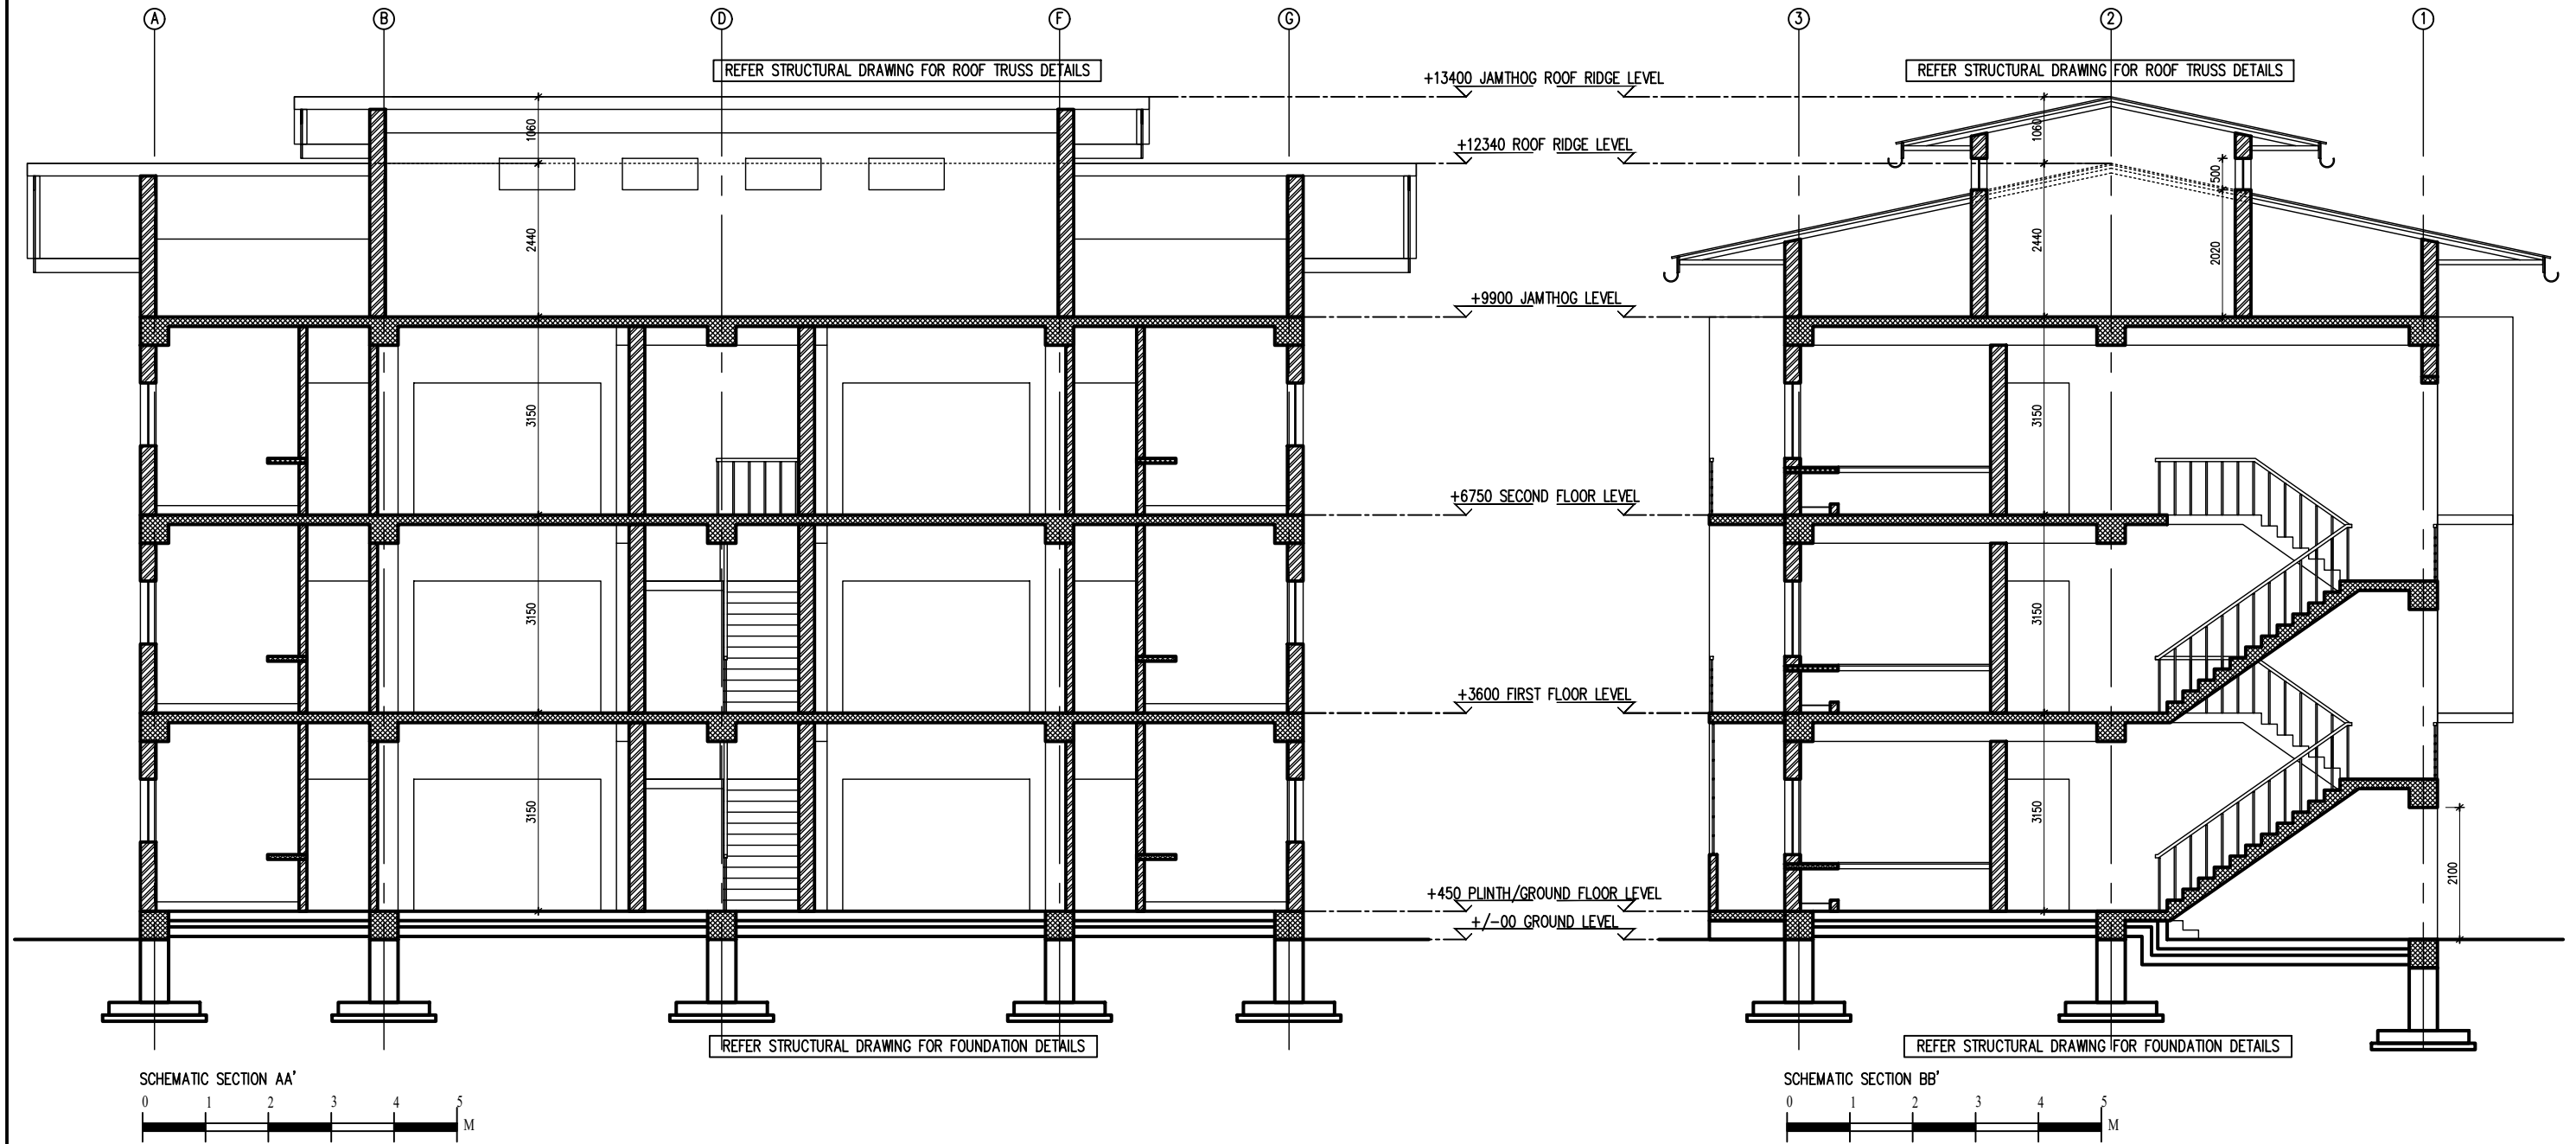 A B D F G 3 2 1
REFER STRUCTURAL DRAWING FOR ROOF TRUSS DETAILS
REFER STRUCTURAL DRAWING FOR ROOF TRUSS DETAILS
+13400 JAMTHOG ROOF RIDGE LEVEL
1060
1060
+12340 ROOF RIDGE LEVEL
500
2440
2440
2020
+9900 JAMTHOG LEVEL
3150
3150
+6750 SECOND FLOOR LEVEL
3150
3150
+3600 FIRST FLOOR LEVEL
3150
3150
2100
+450 PLINTH/GROUND FLOOR LEVEL
+/-00 GROUND LEVEL
REFER STRUCTURAL DRAWING FOR FOUNDATION DETAILS
REFER STRUCTURAL DRAWING FOR FOUNDATION DETAILS
SCHEMATIC SECTION AA'
0 1 2 3 4 5
M
SCHEMATIC SECTION BB'
0 1 2 3 4 5
M